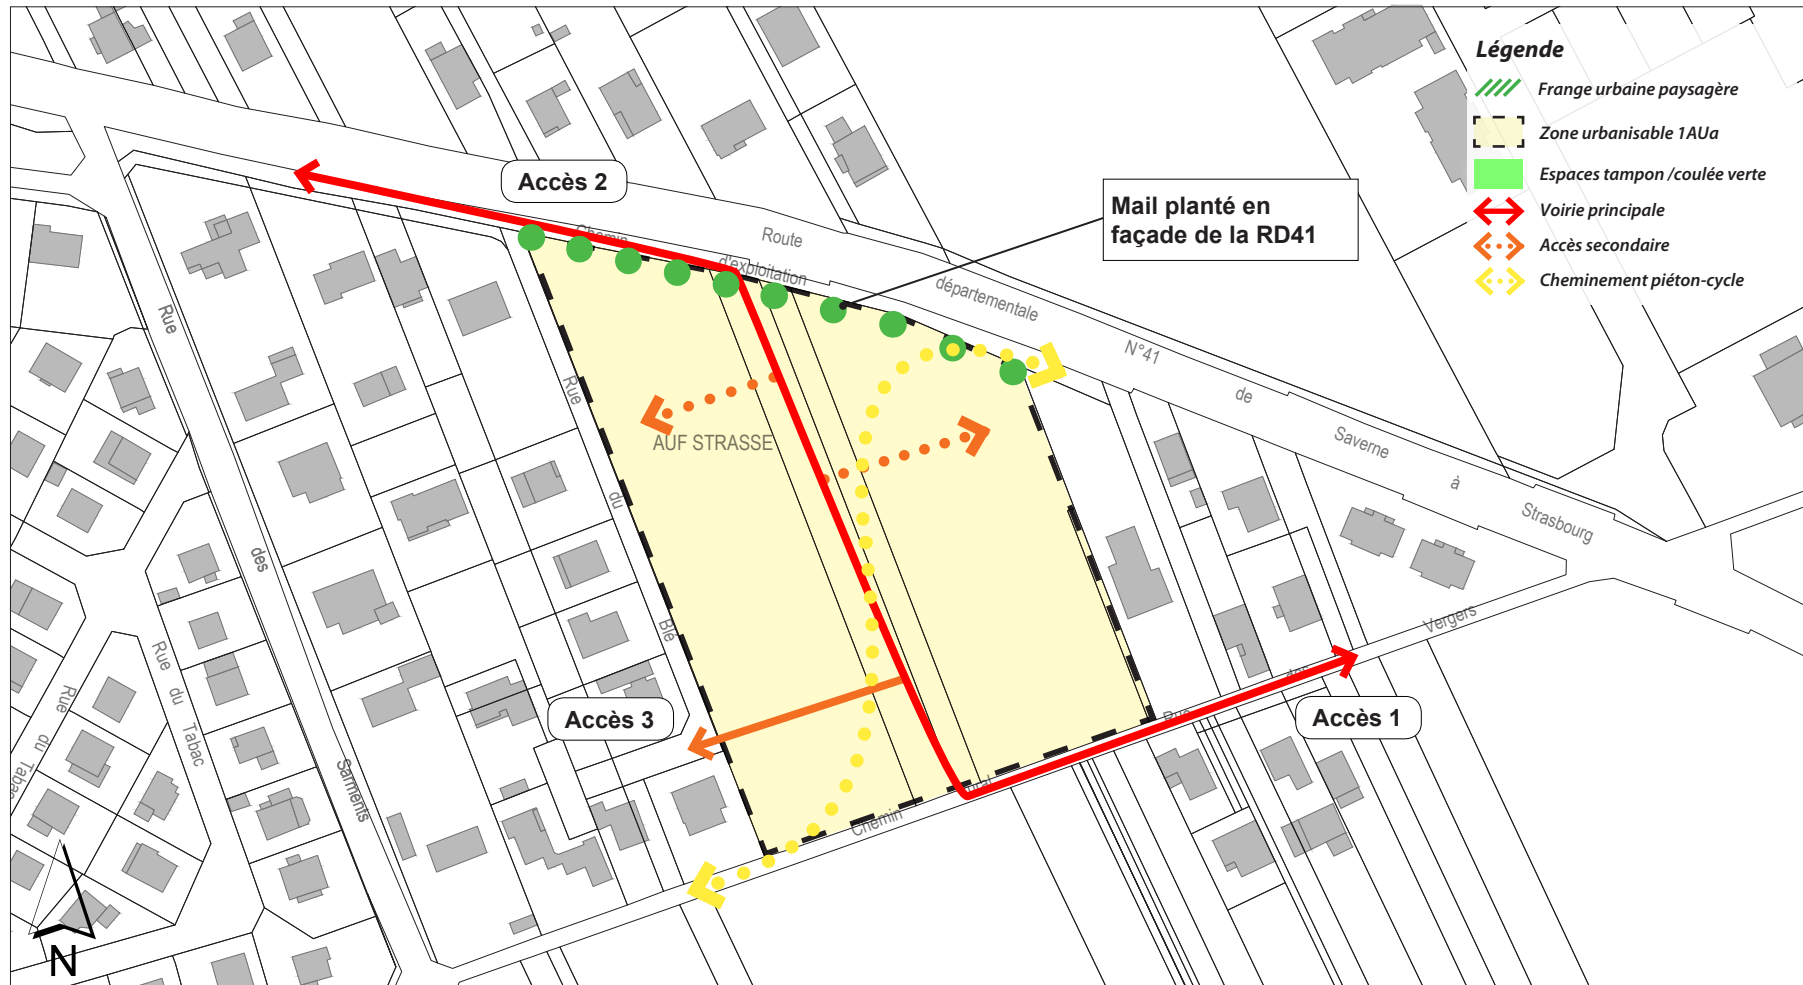 Légende
Frange urbaine paysagère
Zone urbanisable 1AUa
Espaces tampon /coulée verte
Voirie principale
Accès secondaire
Cheminement piéton-cycle
Accès 2
Mail planté en
façade de la RD41
Chemin
d'exploitation
Route
départementale
N°41
de
Saverne
à
Strasbourg
AUF STRASSE
Rue
des
Sarments
Rue
du
Blé
Rue
du
Tabac
Rue
du
Tabac
Accès 3
Accès 1
Chemin
Rue
Vergers
N